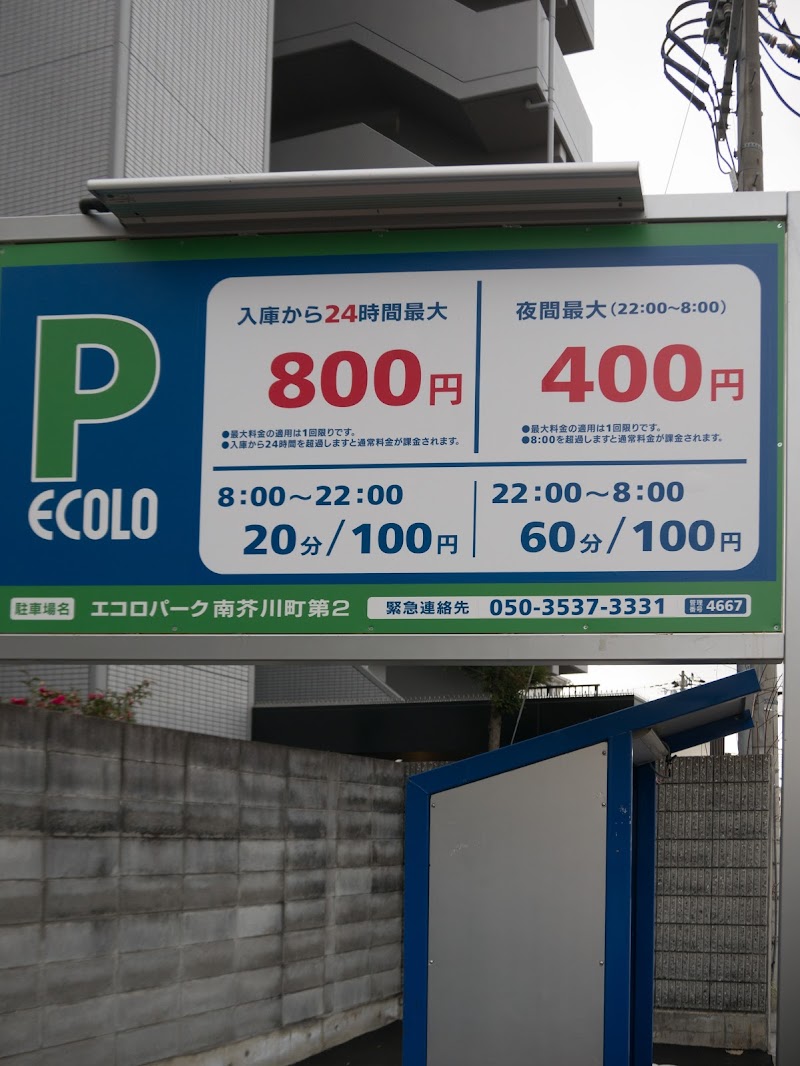 P
ECOLO
入庫から24時間最大
800円
●最大料金の適用は1回限りです。
●入庫から24時間を超過しますと通常料金が課金されます。
夜間最大(22:00~8:00)
400円
●最大料金の適用は1回限りです。
●8:00を超過しますと通常料金が課金されます。
8:00~22:00
20分/100円
22:00~8:00
60分/100円
駐車場名 エコロパーク南芥川町第2 緊急連絡先 050-3537-3331 管理番号 4667